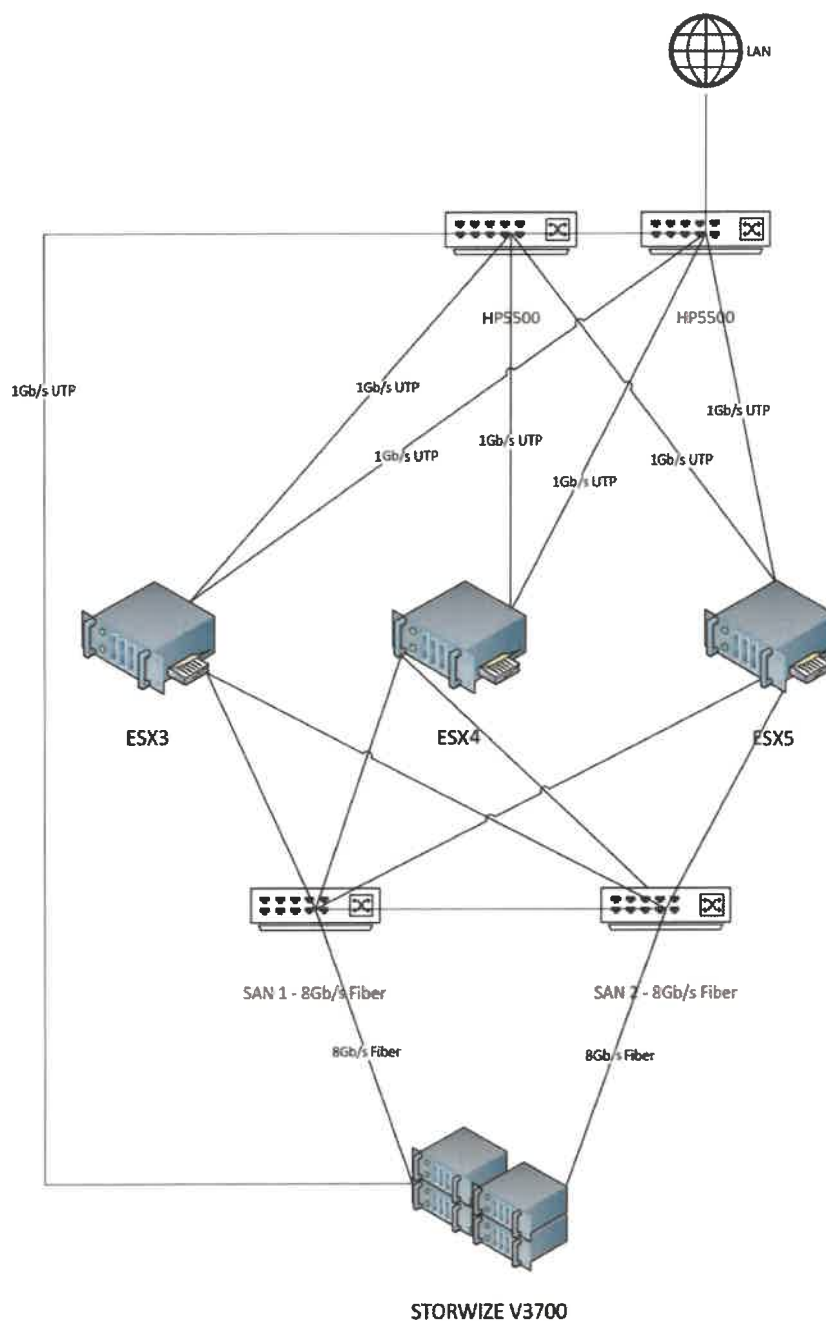 LAN
HP5500
HP5500
1Gb/s UTP
1Gb/s UTP
1Gb/s UTP
1Gb/s UTP
1Gb/s UTP
1Gb/s UTP
1Gb/s UTP
ESX3
ESX4
ESX5
SAN 1 - 8Gb/s Fiber
SAN 2 - 8Gb/s Fiber
8Gb/s Fiber
8Gb/s Fiber
STORWIZE V3700